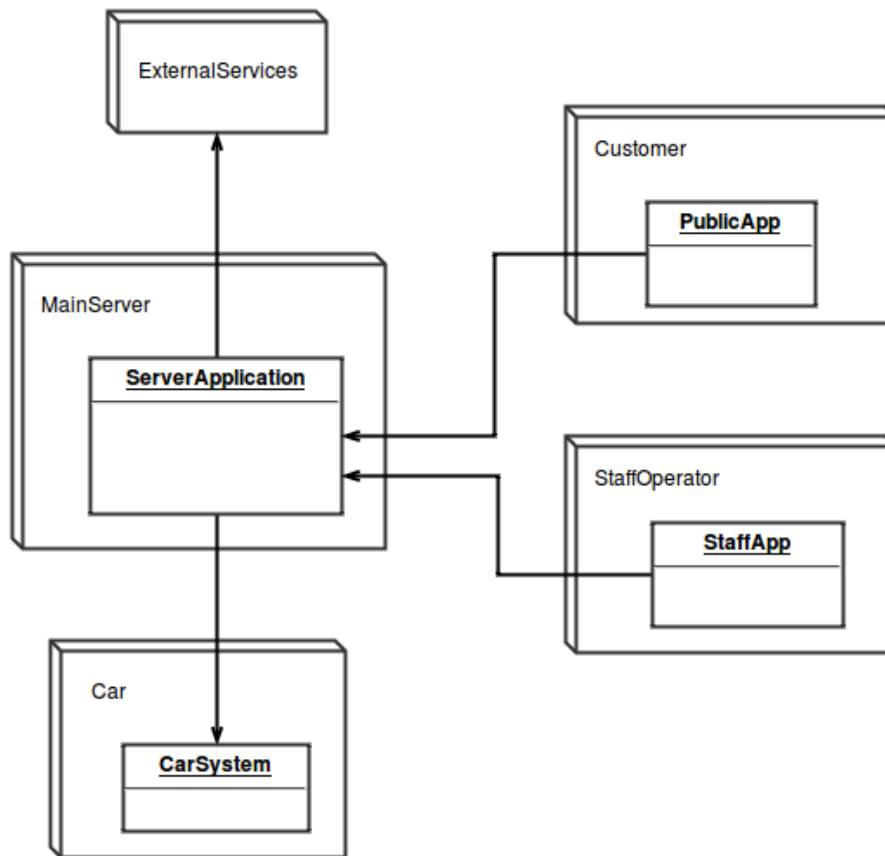 ExternalServices
Customer
PublicApp
MainServer
ServerApplication
StaffOperator
StaffApp
Car
CarSystem